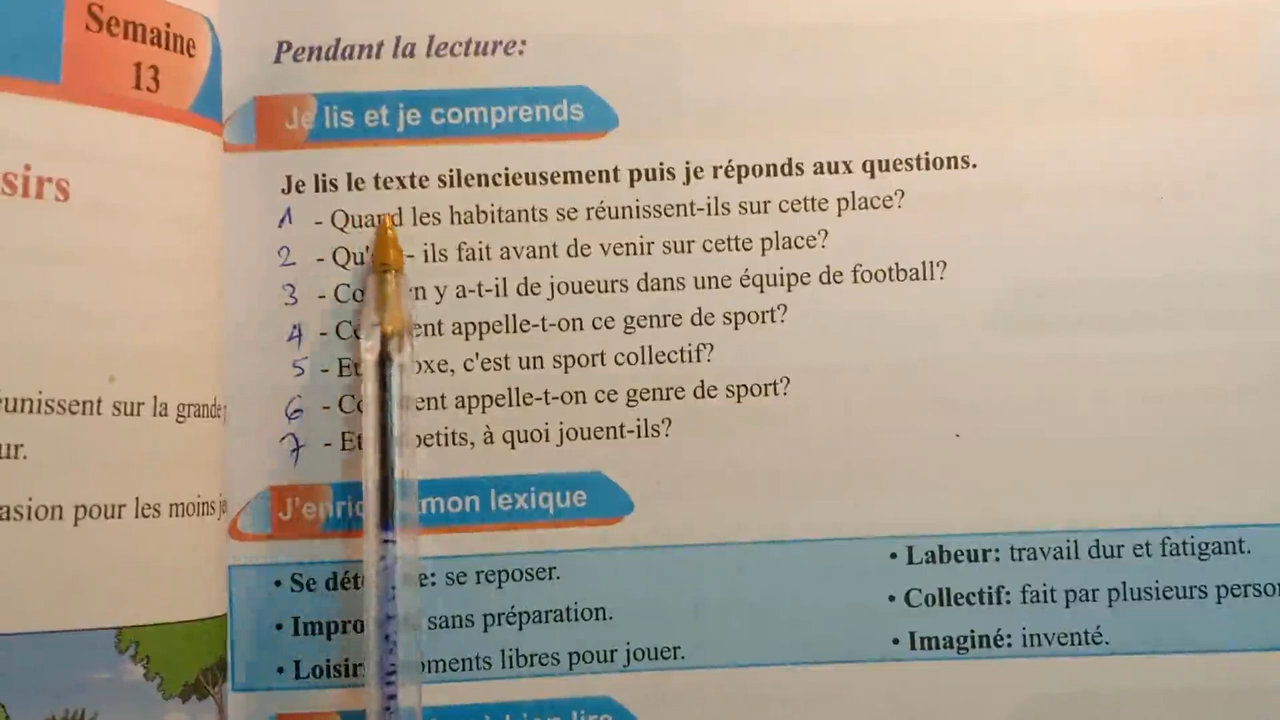 Semaine
13
sirs
unissent sur la grande
ur.
asion pour les moins
Pendant la lecture:
Je lis et je comprends
Je lis le texte silencieusement puis je réponds aux questions.
1 - Quand les habitants se réunissent-ils sur cette place?
2 - Qu' - ils fait avant de venir sur cette place?
3 - Co n y a-t-il de joueurs dans une équipe de football?
4 - C ent appelle-t-on ce genre de sport?
5 - Et oxe, c'est un sport collectif?
6 - C ent appelle-t-on ce genre de sport?
7 - Et petits, à quoi jouent-ils?
J'enric mon lexique
• Se dét e: se reposer.
• Impro sans préparation.
• Loisir oments libres pour jouer.
• Labeur: travail dur et fatigant.
• Collectif: fait par plusieurs perso
• Imaginé: inventé.